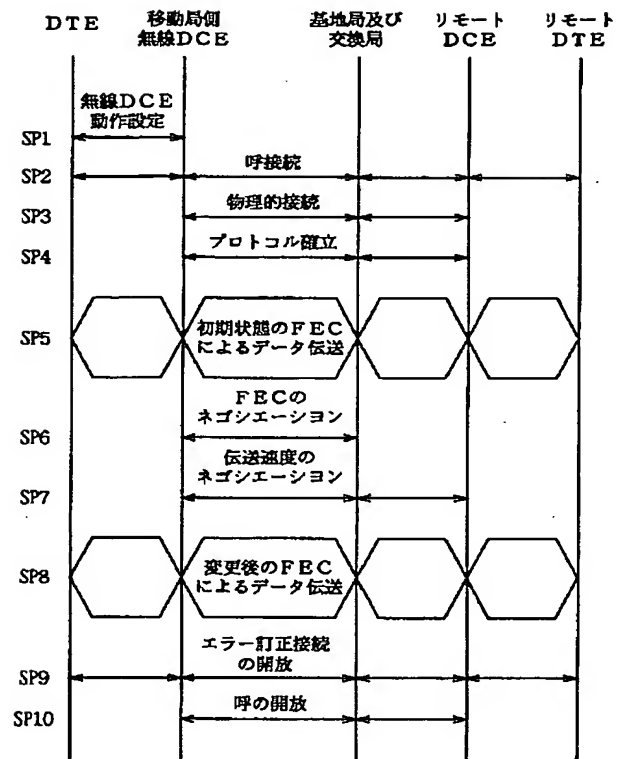 DTE
移動局側
無線DCE
基地局及び
交換局
リモート
DCE
リモート
DTE
無線DCE
動作設定
SP1
SP2
呼接続
SP3
物理的接続
SP4
プロトコル確立
SP5
初期状態のFEC
によるデータ伝送
FECの
ネゴシエーション
SP6
伝送速度の
ネゴシエーション
SP7
SP8
変更後のFEC
によるデータ伝送
エラー訂正接続
の開放
SP9
呼の開放
SP10